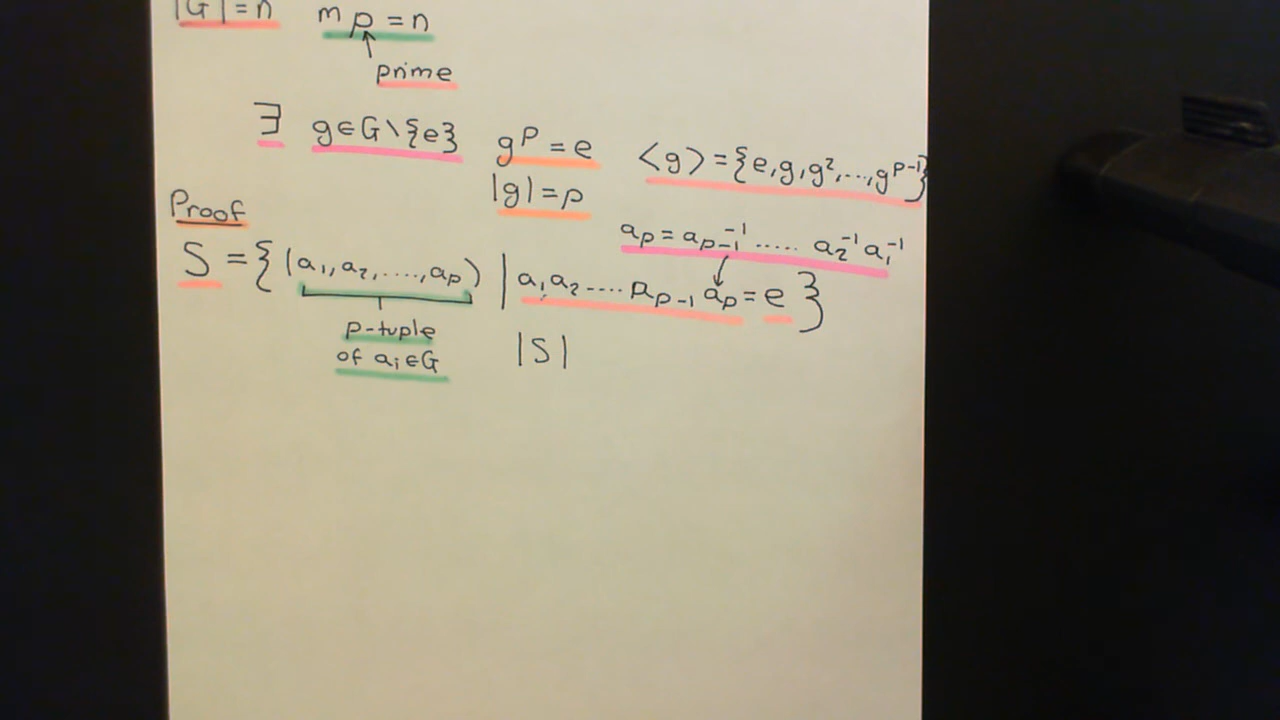 |G| = n   mp = n
prime
∃ g∈G\{e}   g^p = e   <g> = {e, g, g², ..., g^{p-1}}
|g| = p
Proof
a_p = a_{p-1}^{-1} ..... a_2^{-1} a_1^{-1}
S = {(a_1, a_2, ...., a_p) | a_1 a_2 .... a_{p-1} a_p = e}
p-tuple
of a_i ∈ G   |S|